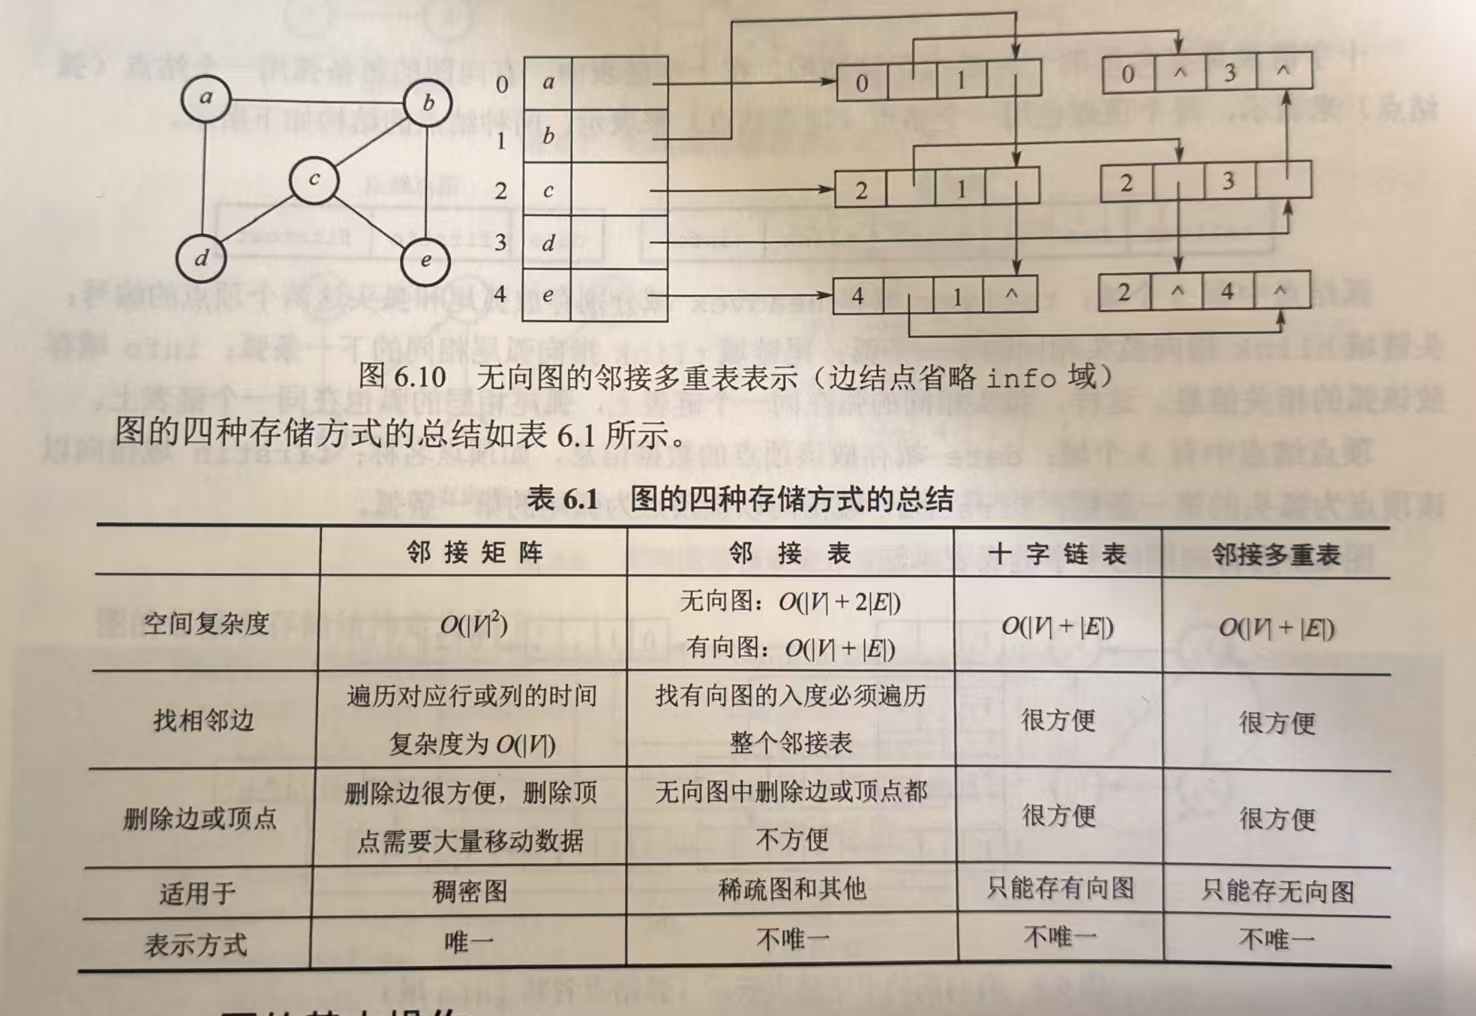 a
b
c
d
e
0 a
1 b
2 c
3 d
4 e
0 1
0 ^ 3 ^
2 1
2 3
4 1 ^
2 ^ 4 ^
图 6.10 无向图的邻接多重表表示（边结点省略 info 域）
图的四种存储方式的总结如表 6.1 所示。
表 6.1 图的四种存储方式的总结
邻接矩阵 邻接表 十字链表 邻接多重表
空间复杂度 O(|V|²) 无向图：O(|V| + 2|E|) O(|V| + |E|) O(|V| + |E|)
有向图：O(|V| + |E|)
找相邻边 遍历对应行或列的时间 找有向图的入度必须遍历 很方便 很方便
复杂度为 O(|V|) 整个邻接表
删除边或顶点 删除边很方便，删除顶 无向图中删除边或顶点都 很方便 很方便
点需要大量移动数据 不方便
适用于 稠密图 稀疏图和其他 只能存有向图 只能存无向图
表示方式 唯一 不唯一 不唯一 不唯一